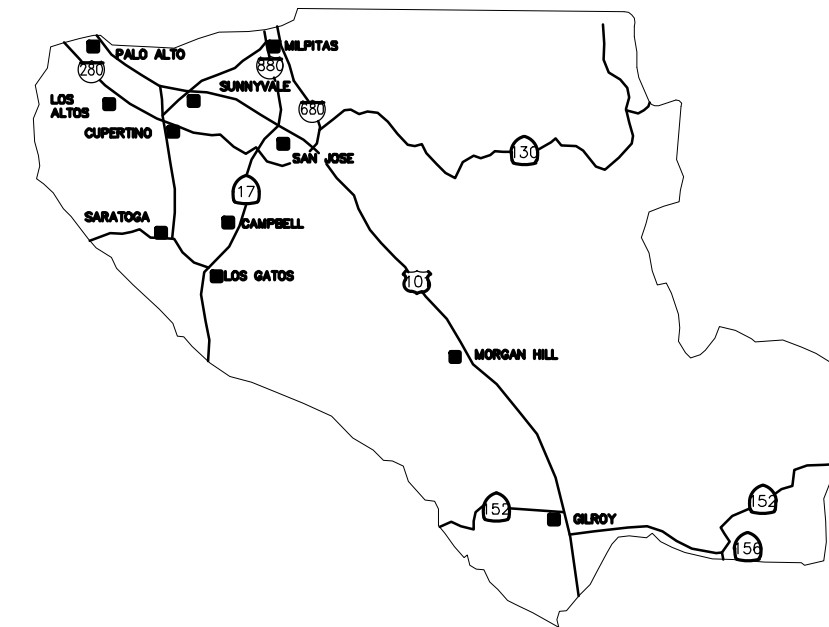 PALO ALTO
MILPITAS
280
880
SUNNYVALE
LOS
ALTOS
680
CUPERTINO
130
SAN JOSE
17
SARATOGA
CAMPBELL
LOS GATOS
10
MORGAN HILL
152
152
GILROY
156